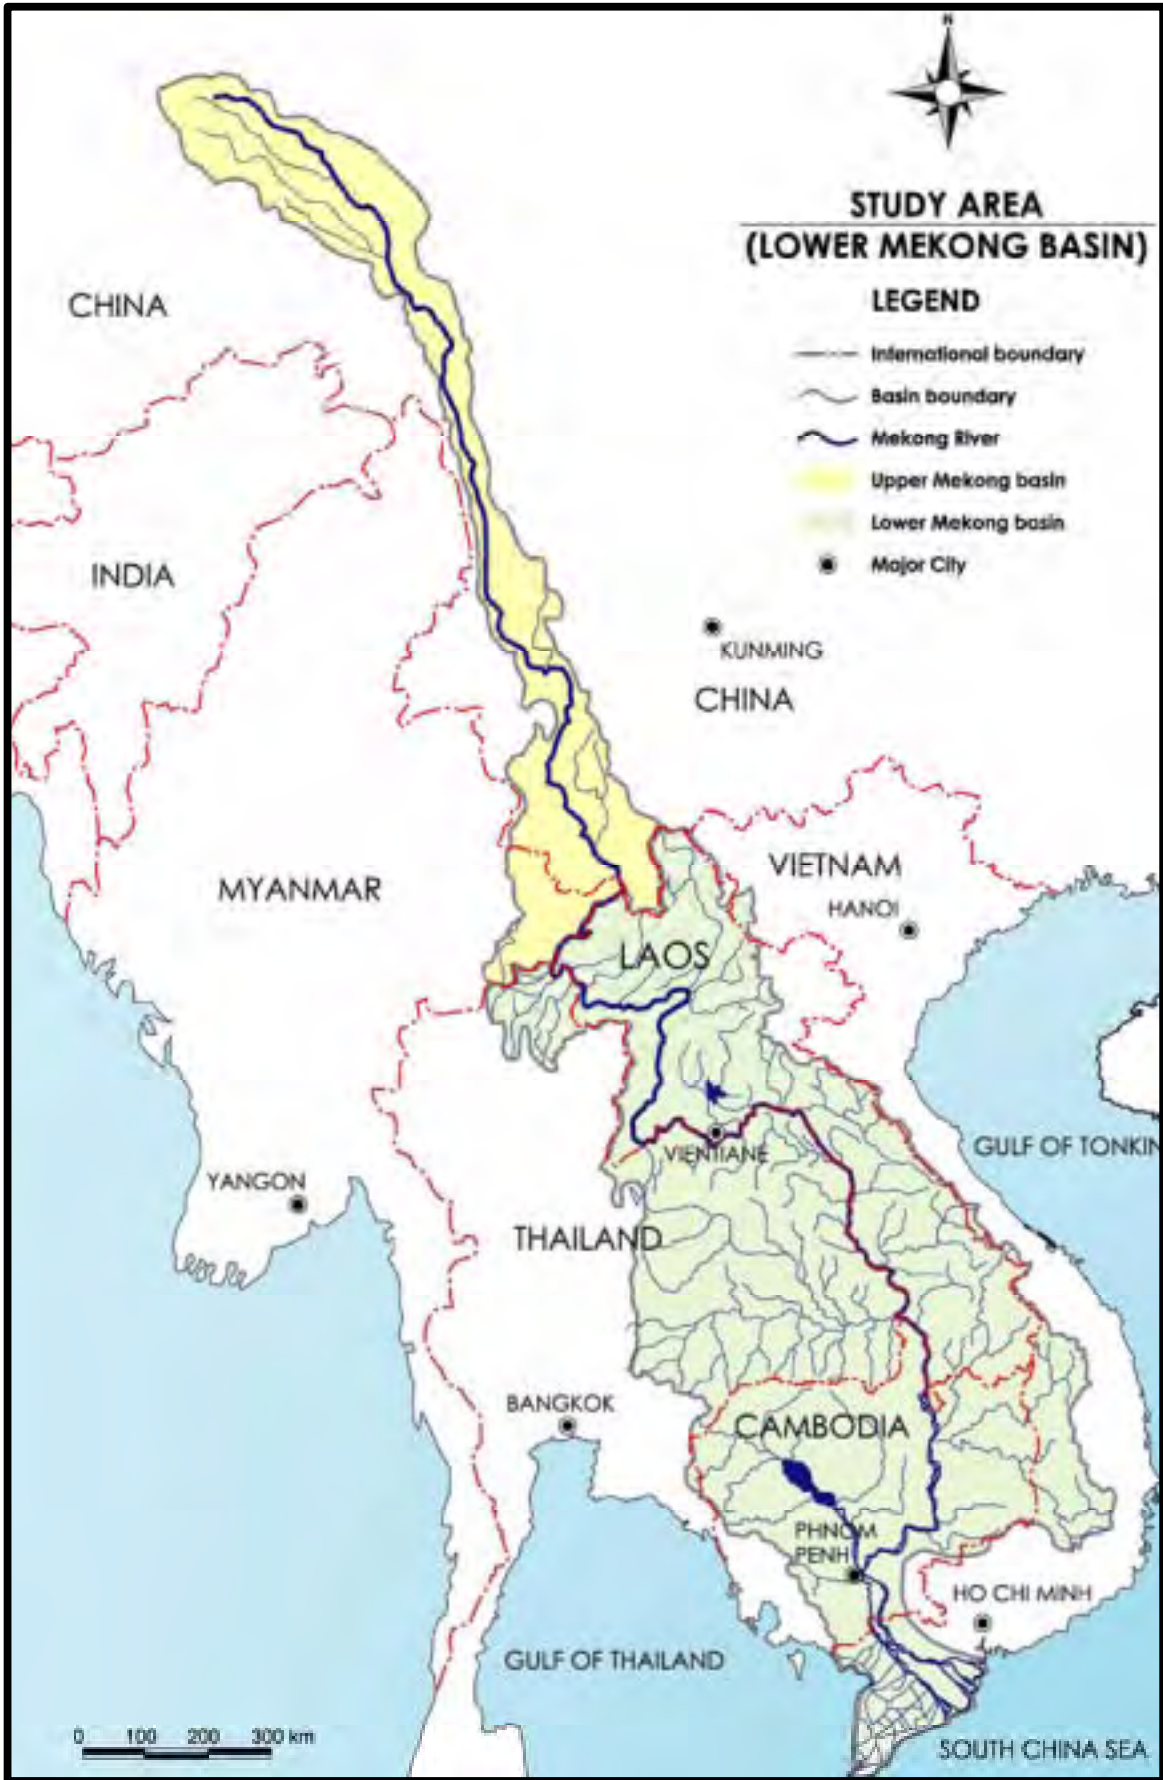 N
STUDY AREA
(LOWER MEKONG BASIN)
LEGEND
International boundary
Basin boundary
Mekong River
Upper Mekong basin
Lower Mekong basin
Major City
CHINA
INDIA
KUNMING
CHINA
MYANMAR
VIETNAM
HANOI
LAOS
GULF OF TONKIN
VIENTIANE
YANGON
THAILAND
BANGKOK
CAMBODIA
PHNOM
PENH
HO CHI MINH
GULF OF THAILAND
0 100 200 300 km
SOUTH CHINA SEA